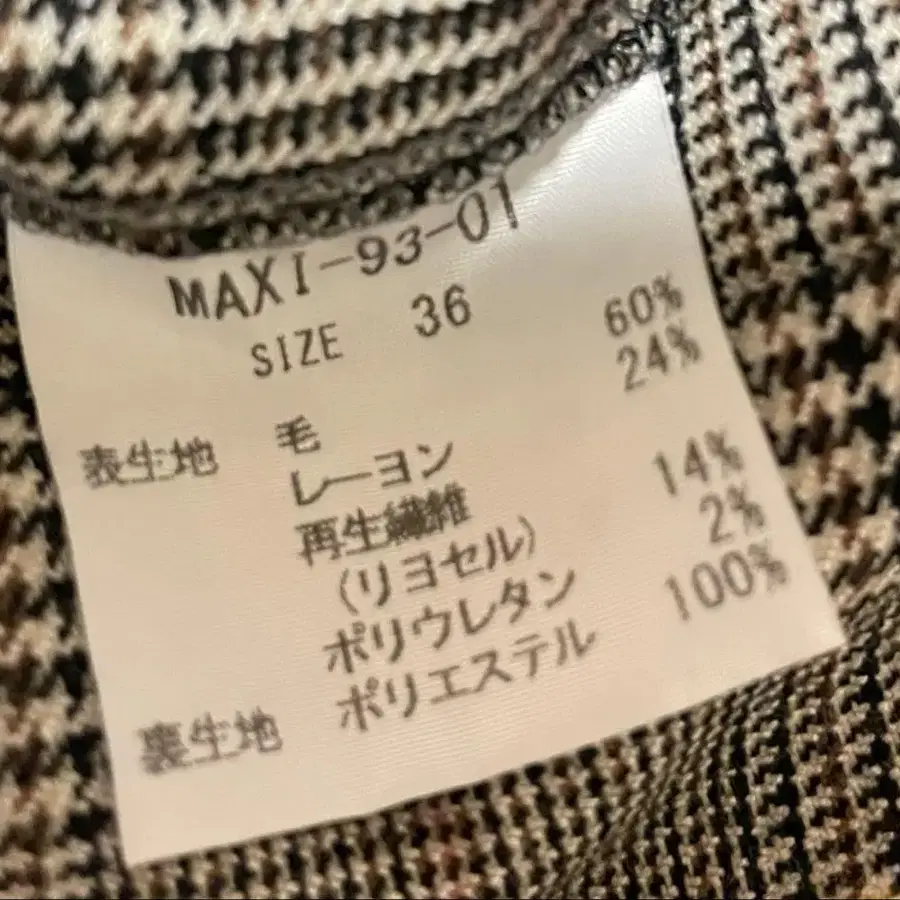 MAXI-93-01
SIZE 36
表生地 毛 60%
レーヨン 24%
再生繊維
(リヨセル) 14%
ポリウレタン 2%
裏生地 ポリエステル 100%